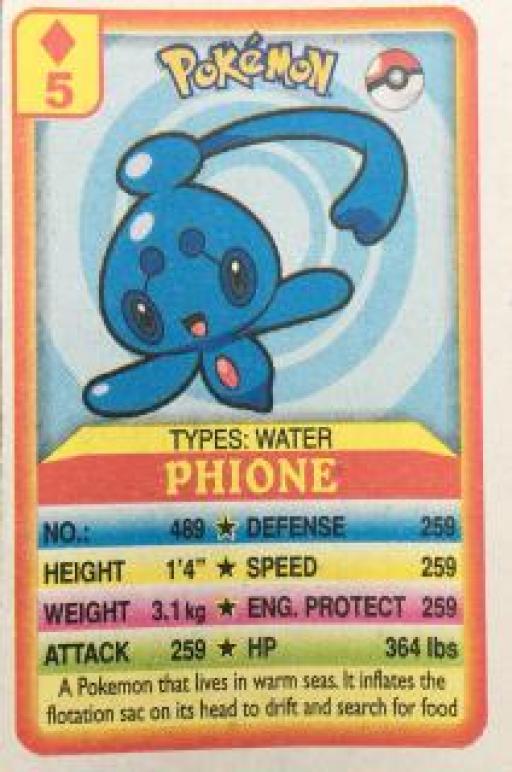 5
POKéMON
TYPES: WATER
PHIONE
NO.: 489 ★ DEFENSE 259
HEIGHT 1'4" ★ SPEED 259
WEIGHT 3.1 kg ★ ENG. PROTECT 259
ATTACK 259 ★ HP 364 lbs
A Pokemon that lives in warm seas. It inflates the
flotation sac on its head to drift and search for food